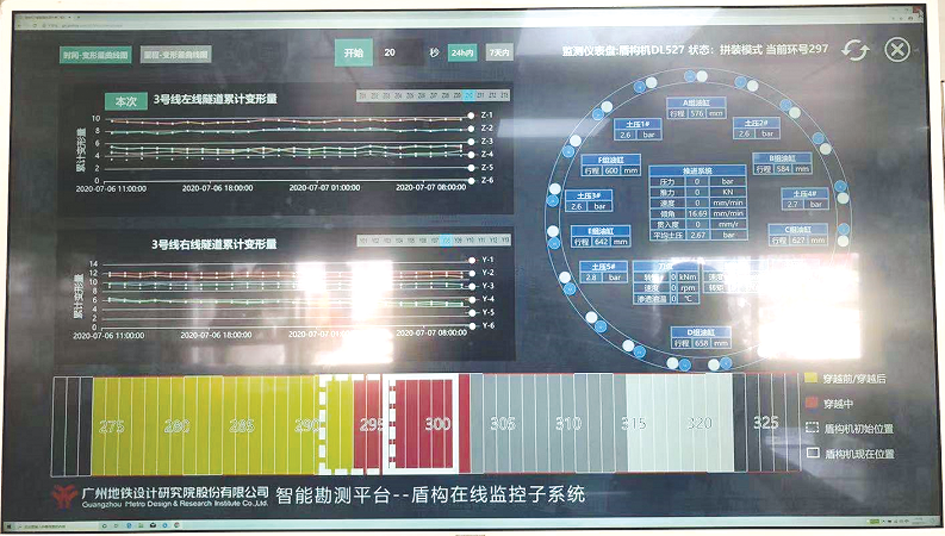 时间-变形量曲线图 里程-变形量曲线图 开始 20 秒 24h内 7天内 监测仪表盘:盾构机DL527 状态: 拼装模式 当前环号297
本次 3号线左线隧道累计变形量
累计变形量
10
8
6
4
2
0
Z-1
Z-2
Z-3
Z-4
Z-5
Z-6
2020-07-06 11:00:00 2020-07-06 18:00:00 2020-07-07 01:00:00 2020-07-07 08:00:00
3号线右线隧道累计变形量
累计变形量
14
12
10
8
6
4
2
0
Y-1
Y-2
Y-3
Y-4
Y-5
Y-6
2020-07-06 11:00:00 2020-07-06 18:00:00 2020-07-07 01:00:00 2020-07-07 08:00:00
A组油缸
行程 576 mm
土压1#
2.6 bar
土压2#
2.6 bar
F组油缸
行程 600 mm
B组油缸
行程 584 mm
推进系统
压力 0 bar
推力 0 KN
速度 0 mm/min
倾角 16.69 mm/min
贯入度 0 mm/r
平均土压 2.67 bar
土压3#
2.6 bar
土压4#
2.7 bar
E组油缸
行程 642 mm
C组油缸
行程 627 mm
土压5#
2.8 bar
转矩 0 kNm
速度 0 rpm
渗透油温 0 ℃
D组油缸
行程 658 mm
275 280 285 290 295 300 305 310 315 320 325
穿越前/穿越后
穿越中
盾构机初始位置
盾构机现在位置
广州地铁设计研究院股份有限公司
Guangzhou Metro Design & Research Institute Co.,Ltd.
智能勘测平台--盾构在线监控子系统